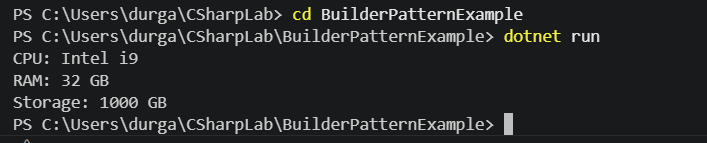 PS C:\Users\durga\CSharpLab> cd BuilderPatternExample
PS C:\Users\durga\CSharpLab\BuilderPatternExample> dotnet run
CPU: Intel i9
RAM: 32 GB
Storage: 1000 GB
PS C:\Users\durga\CSharpLab\BuilderPatternExample>